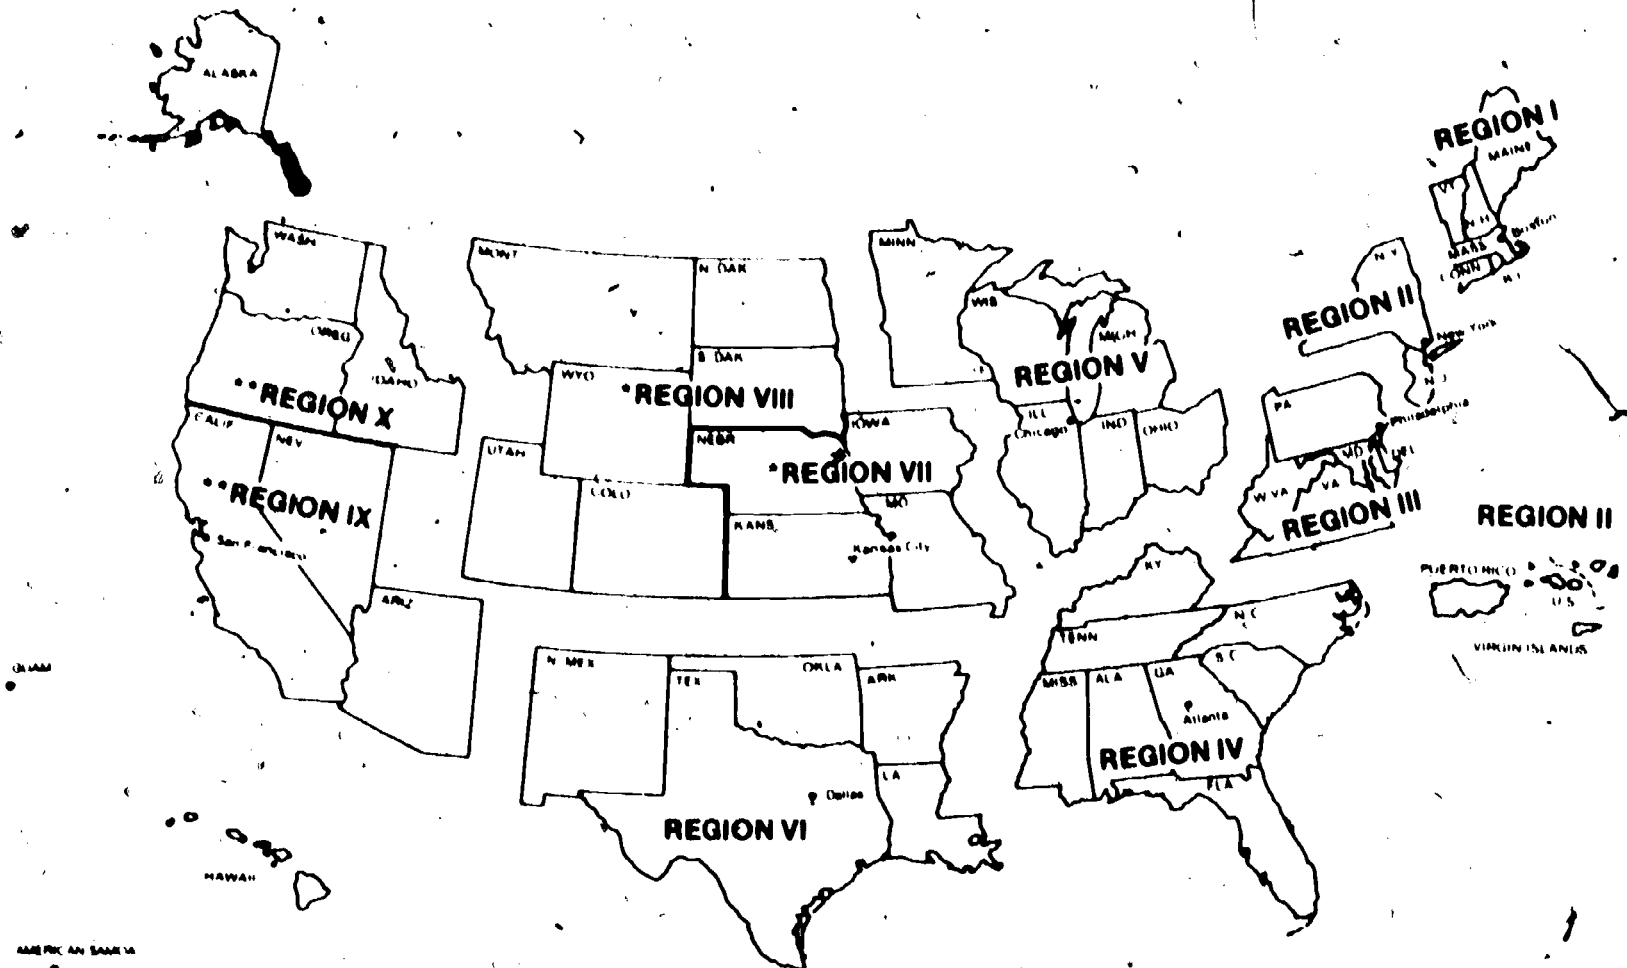 ALASKA
REGION I
MAINE
VT
N.H.
Boston
MASS
CONN
R.I.
WASH
MONT
N. DAK
MINN
N.Y.
REGION II
New York
N.J.
OREG
IDAHO
**REGION X
S. DAK
WYO
*REGION VIII
WIS
MICH
REGION V
PA
Philadelphia
MD
DEL
CALIF
NEV
UTAH
NEBR
IOWA
*REGION VII
ILL
Chicago
IND
OHIO
W VA
VA
REGION III
**REGION IX
San Francisco
COLO
KANS
MO
Kansas City
REGION II
PUERTO RICO
U.S.
VIRGIN ISLANDS
KY
ARIZ
TENN
N.C.
GUAM
N. MEX
OKLA
TEX
ARK
MISS
ALA
GA
S.C.
Atlanta
REGION IV
FLA
LA
Dallas
REGION VI
HAWAII
AMERICAN SAMOA